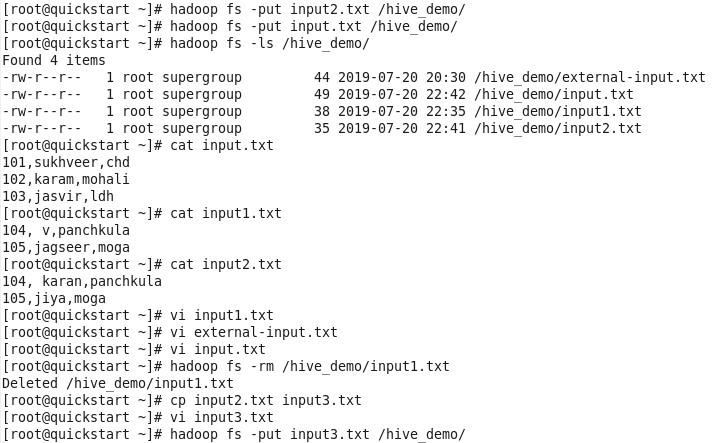 [root@quickstart ~]# hadoop fs -put input2.txt /hive_demo/
[root@quickstart ~]# hadoop fs -put input.txt /hive_demo/
[root@quickstart ~]# hadoop fs -ls /hive_demo/
Found 4 items
-rw-r--r--   1 root supergroup         44 2019-07-20 20:30 /hive_demo/external-input.txt
-rw-r--r--   1 root supergroup         49 2019-07-20 22:42 /hive_demo/input.txt
-rw-r--r--   1 root supergroup         38 2019-07-20 22:35 /hive_demo/input1.txt
-rw-r--r--   1 root supergroup         35 2019-07-20 22:41 /hive_demo/input2.txt
[root@quickstart ~]# cat input.txt
101,sukhveer,chd
102,karam,mohali
103,jasvir,ldh
[root@quickstart ~]# cat input1.txt
104, v,panchkula
105,jagseer,moga
[root@quickstart ~]# cat input2.txt
104, karan,panchkula
105,jiya,moga
[root@quickstart ~]# vi input1.txt
[root@quickstart ~]# vi external-input.txt
[root@quickstart ~]# vi input.txt
[root@quickstart ~]# hadoop fs -rm /hive_demo/input1.txt
Deleted /hive_demo/input1.txt
[root@quickstart ~]# cp input2.txt input3.txt
[root@quickstart ~]# vi input3.txt
[root@quickstart ~]# hadoop fs -put input3.txt /hive_demo/